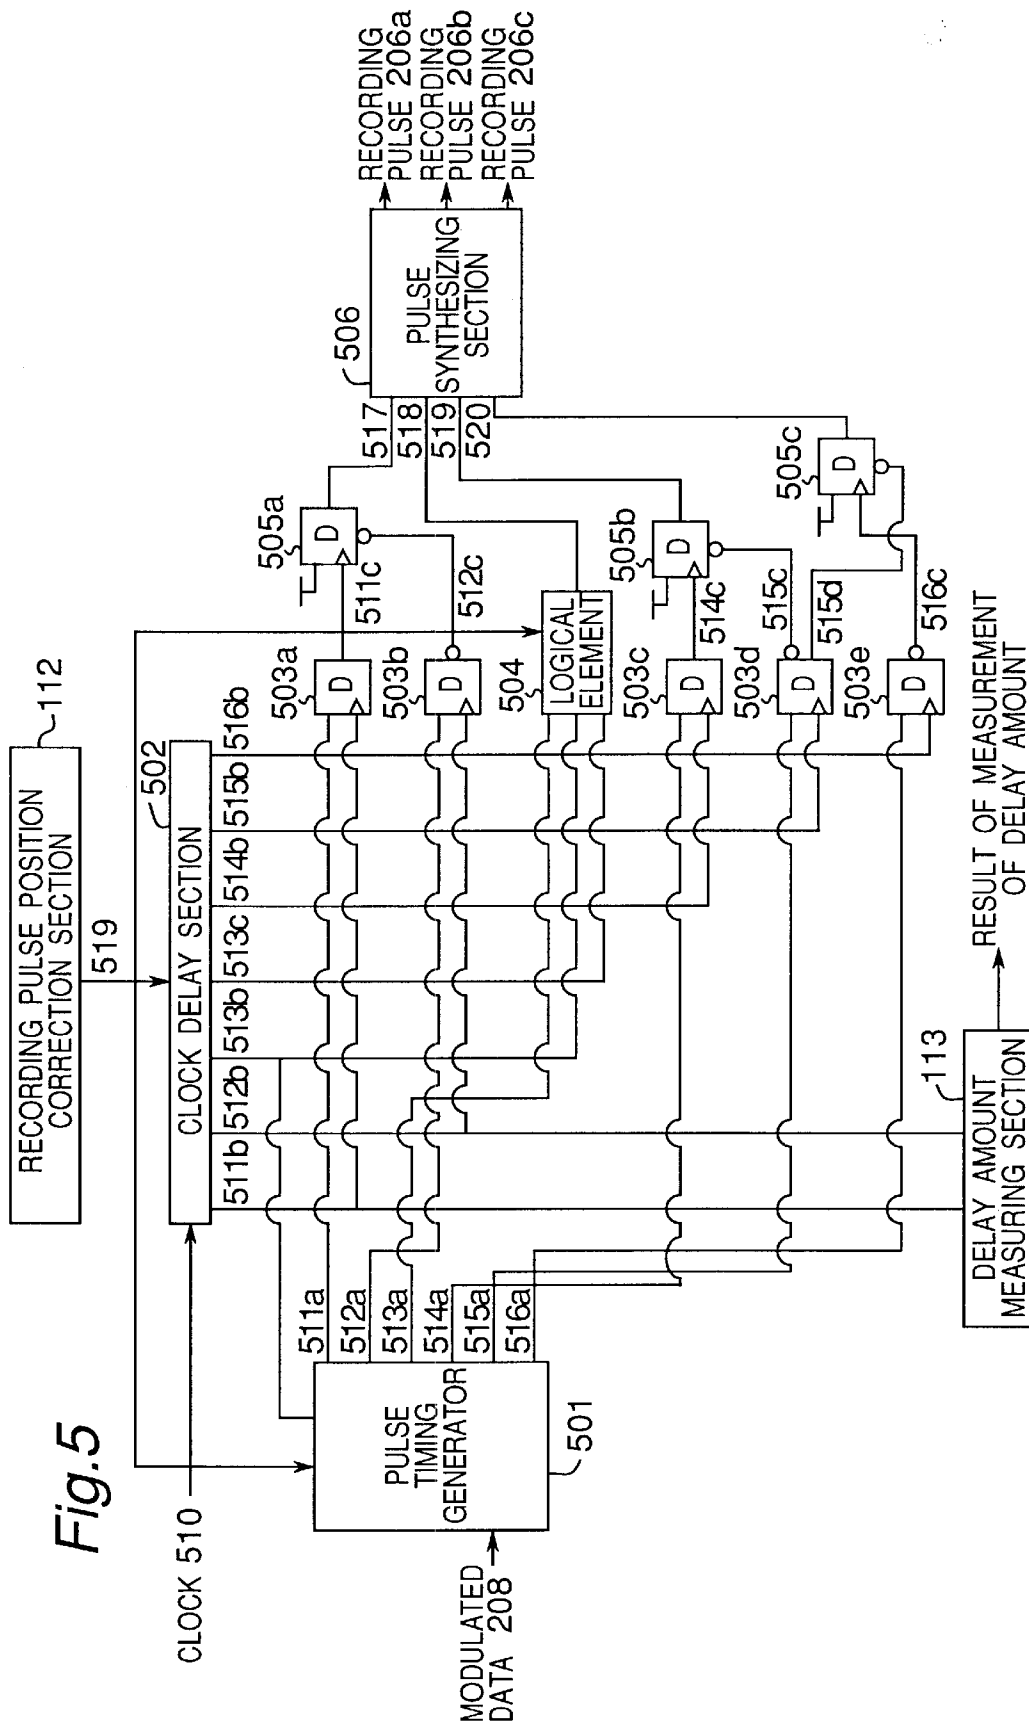 Fig.5
RECORDING PULSE POSITION
CORRECTION SECTION
112
519
CLOCK 510
CLOCK DELAY SECTION
502
511b
512b
513b
513c
514b
515b
516b
MODULATED
DATA 208
PULSE
TIMING
GENERATOR
501
511a
512a
513a
514a
515a
516a
503a
D
503b
D
504
LOGICAL
ELEMENT
503c
D
503d
D
503e
D
511c
512c
514c
515c
515d
516c
505a
D
505b
D
505c
D
517
518
519
520
506
PULSE
SYNTHESIZING
SECTION
RECORDING
PULSE 206a
RECORDING
PULSE 206b
RECORDING
PULSE 206c
113
DELAY AMOUNT
MEASURING SECTION
RESULT OF MEASUREMENT
OF DELAY AMOUNT